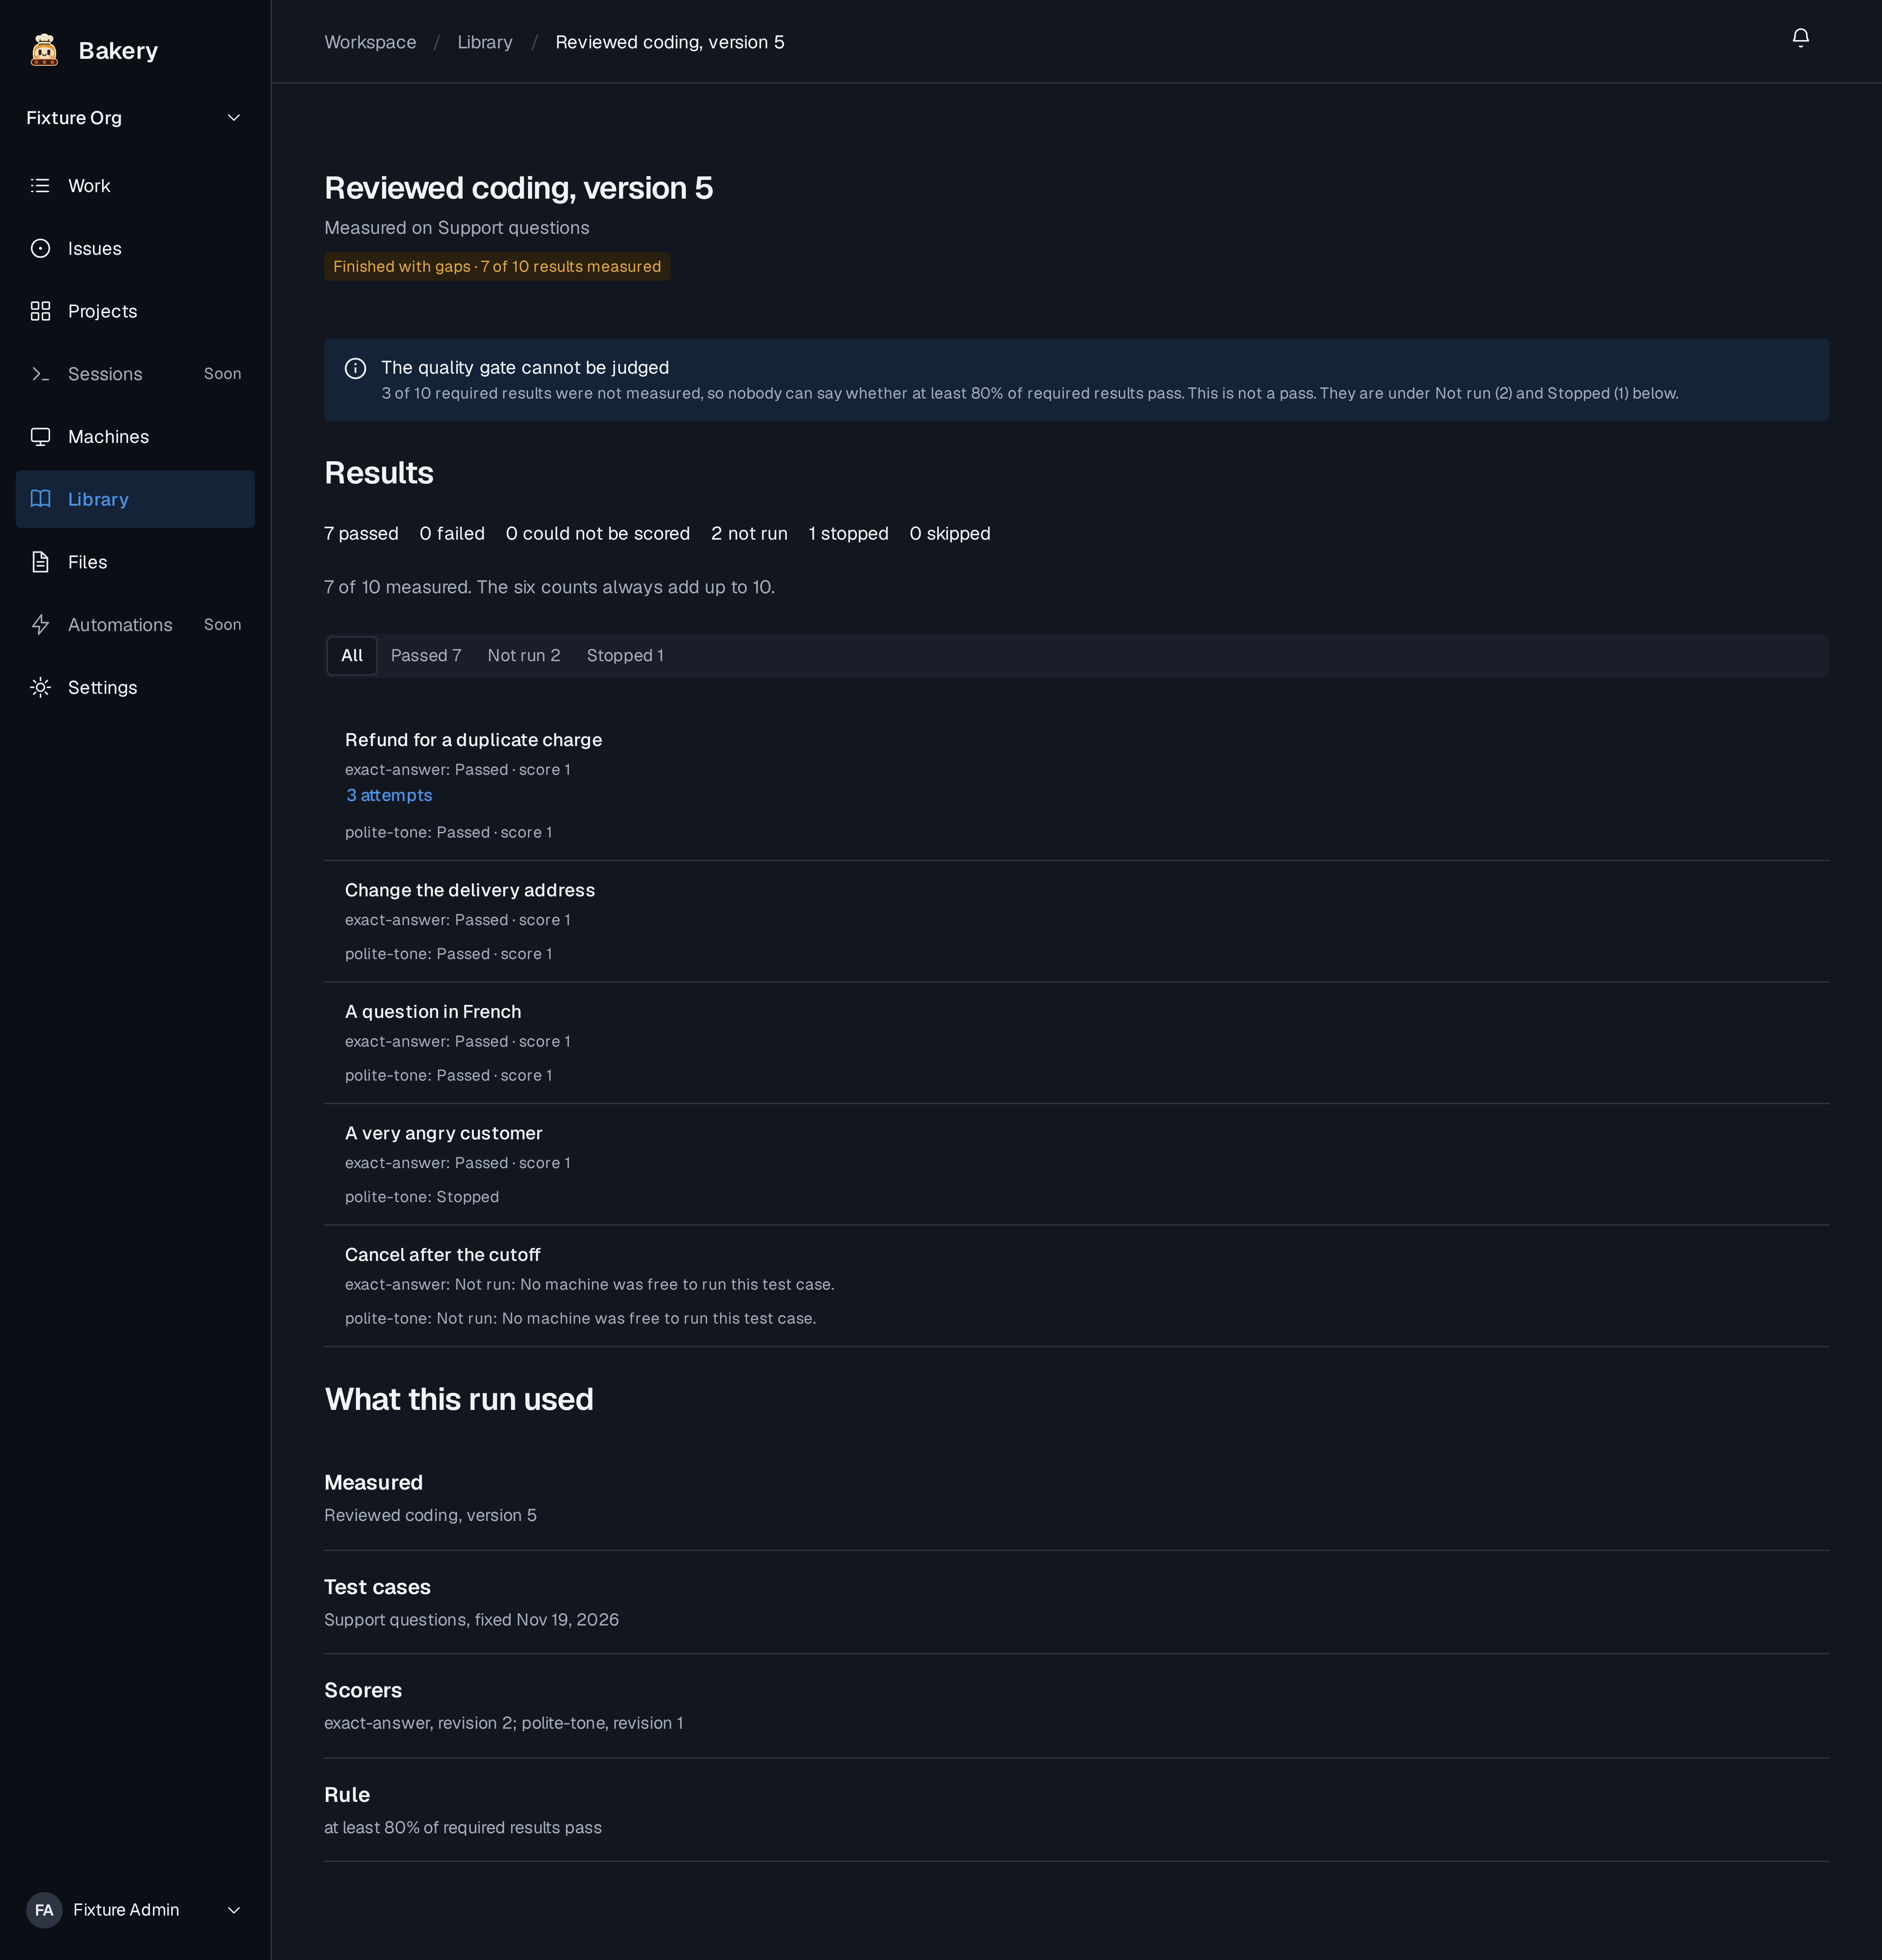 Bakery
Fixture Org
Work
Issues
Projects
Sessions Soon
Machines
Library
Files
Automations Soon
Settings
FA Fixture Admin
Workspace / Library / Reviewed coding, version 5
Reviewed coding, version 5
Measured on Support questions
Finished with gaps · 7 of 10 results measured
The quality gate cannot be judged
3 of 10 required results were not measured, so nobody can say whether at least 80% of required results pass. This is not a pass. They are under Not run (2) and Stopped (1) below.
Results
7 passed 0 failed 0 could not be scored 2 not run 1 stopped 0 skipped
7 of 10 measured. The six counts always add up to 10.
All Passed 7 Not run 2 Stopped 1
Refund for a duplicate charge
exact-answer: Passed · score 1
3 attempts
polite-tone: Passed · score 1
Change the delivery address
exact-answer: Passed · score 1
polite-tone: Passed · score 1
A question in French
exact-answer: Passed · score 1
polite-tone: Passed · score 1
A very angry customer
exact-answer: Passed · score 1
polite-tone: Stopped
Cancel after the cutoff
exact-answer: Not run: No machine was free to run this test case.
polite-tone: Not run: No machine was free to run this test case.
What this run used
Measured
Reviewed coding, version 5
Test cases
Support questions, fixed Nov 19, 2026
Scorers
exact-answer, revision 2; polite-tone, revision 1
Rule
at least 80% of required results pass